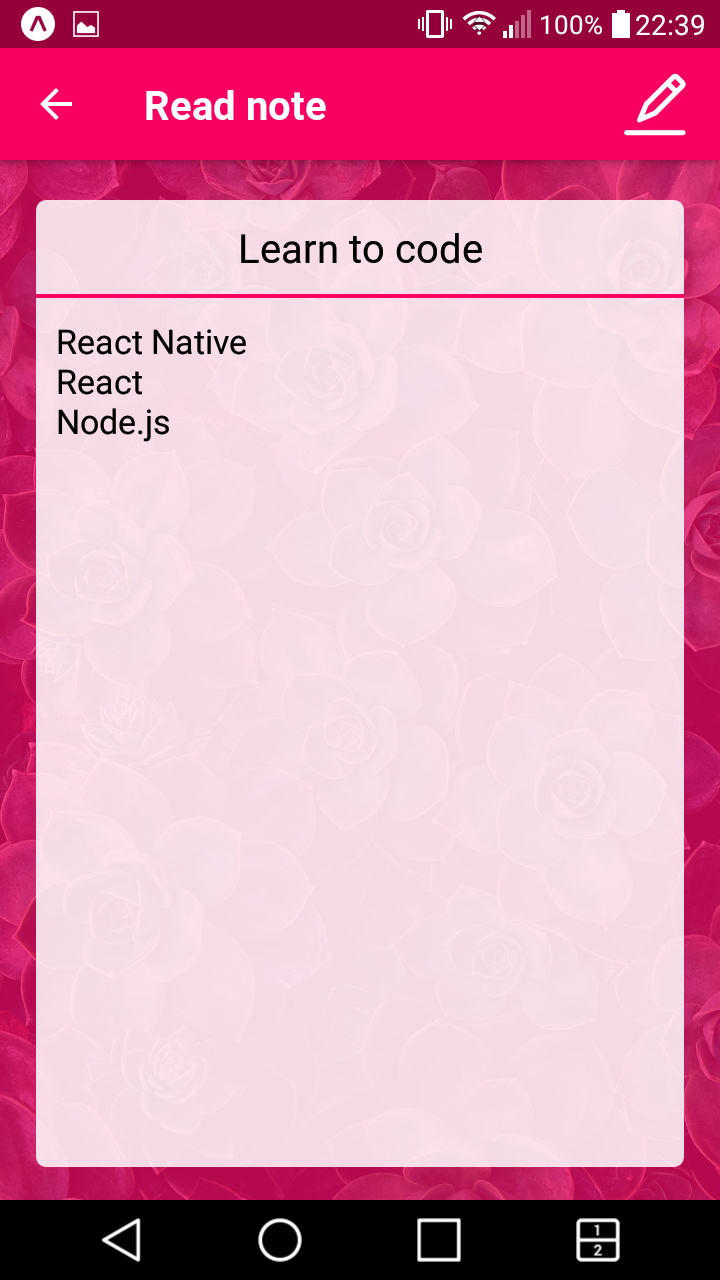 100% 22:39
Read note
Learn to code
React Native
React
Node.js
1
2